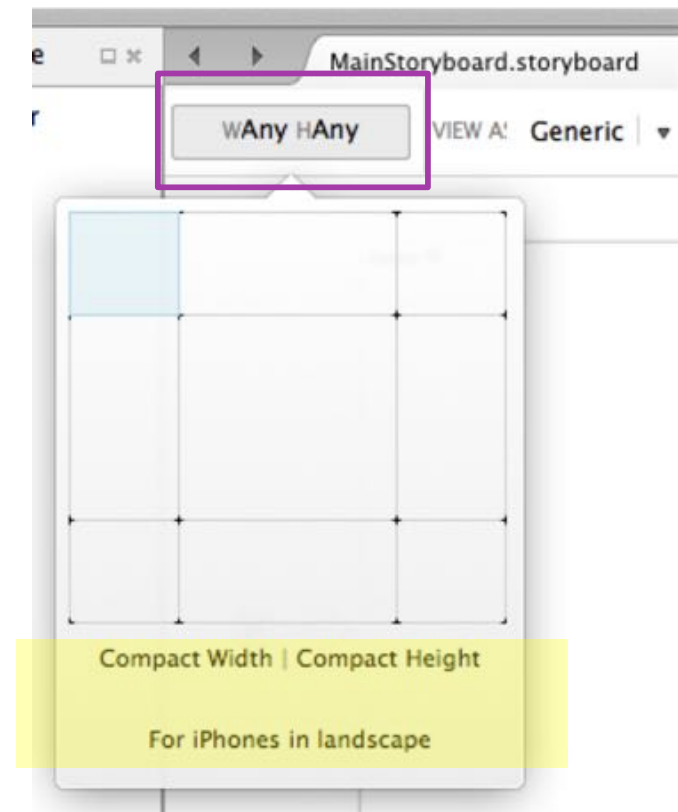 e
MainStoryboard.storyboard
r
WAny HAny VIEW A: Generic
Compact Width | Compact Height
For iPhones in landscape